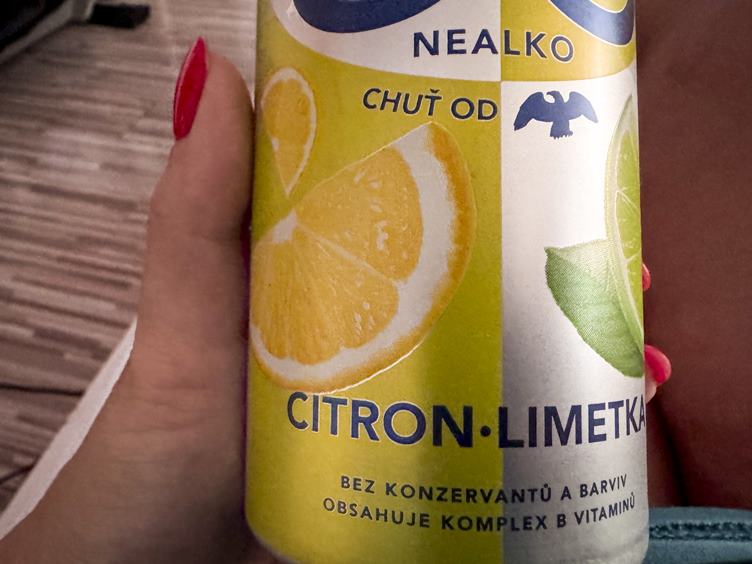 NEALKO
CHUŤ OD
CITRON·LIMETKA
BEZ KONZERVANTŮ A BARVIV
OBSAHUJE KOMPLEX B VITAMINŮ